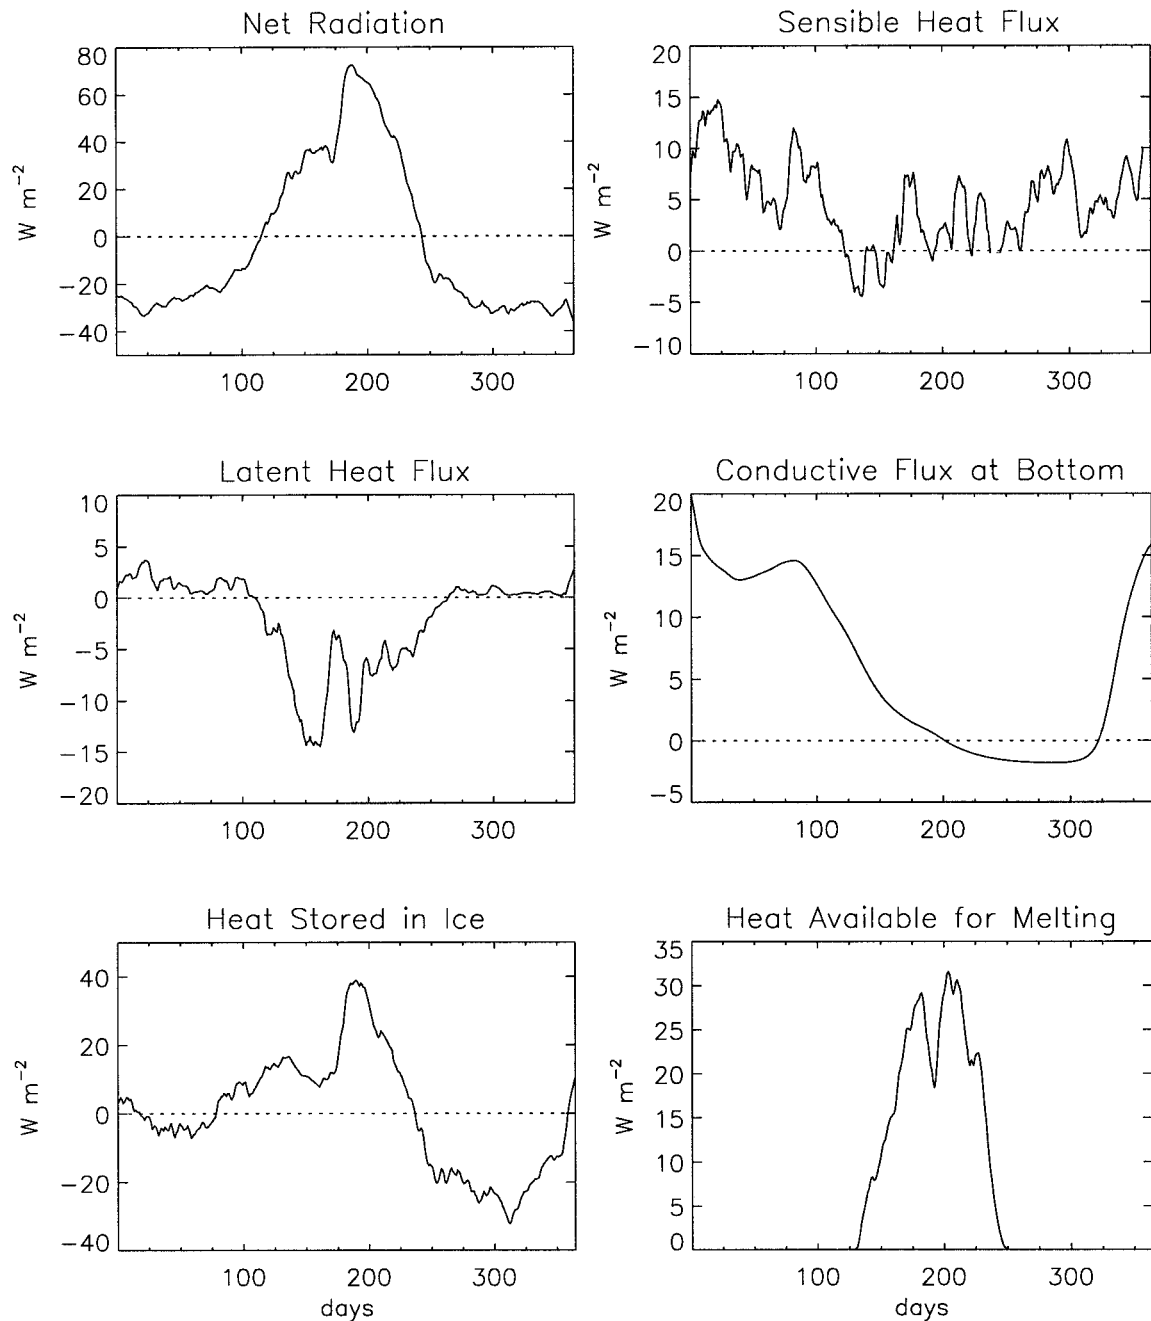 Net Radiation
80
60
40
20
0
−20
−40
W m−2
100 200 300
Sensible Heat Flux
20
15
10
5
0
−5
−10
W m−2
100 200 300
Latent Heat Flux
10
5
0
−5
−10
−15
−20
W m−2
100 200 300
Conductive Flux at Bottom
20
15
10
5
0
−5
W m−2
100 200 300
Heat Stored in Ice
40
20
0
−20
−40
W m−2
100 200 300
days
Heat Available for Melting
35
30
25
20
15
10
5
0
W m−2
100 200 300
days